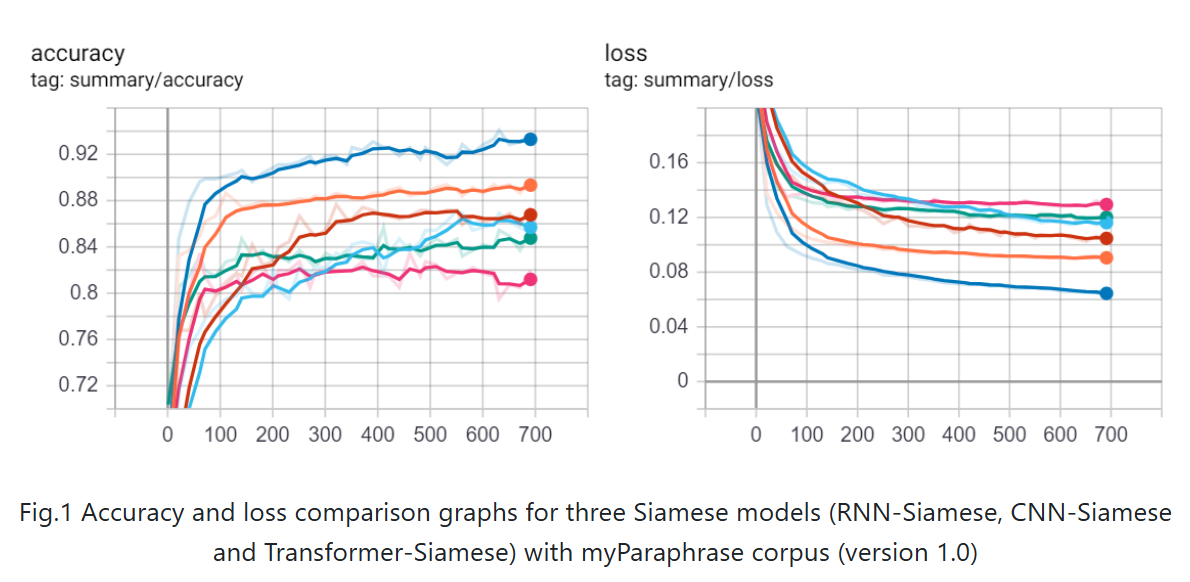 accuracy
tag: summary/accuracy
0.92
0.88
0.84
0.8
0.76
0.72
0 100 200 300 400 500 600 700
loss
tag: summary/loss
0.16
0.12
0.08
0.04
0
0 100 200 300 400 500 600 700
Fig.1 Accuracy and loss comparison graphs for three Siamese models (RNN-Siamese, CNN-Siamese
and Transformer-Siamese) with myParaphrase corpus (version 1.0)